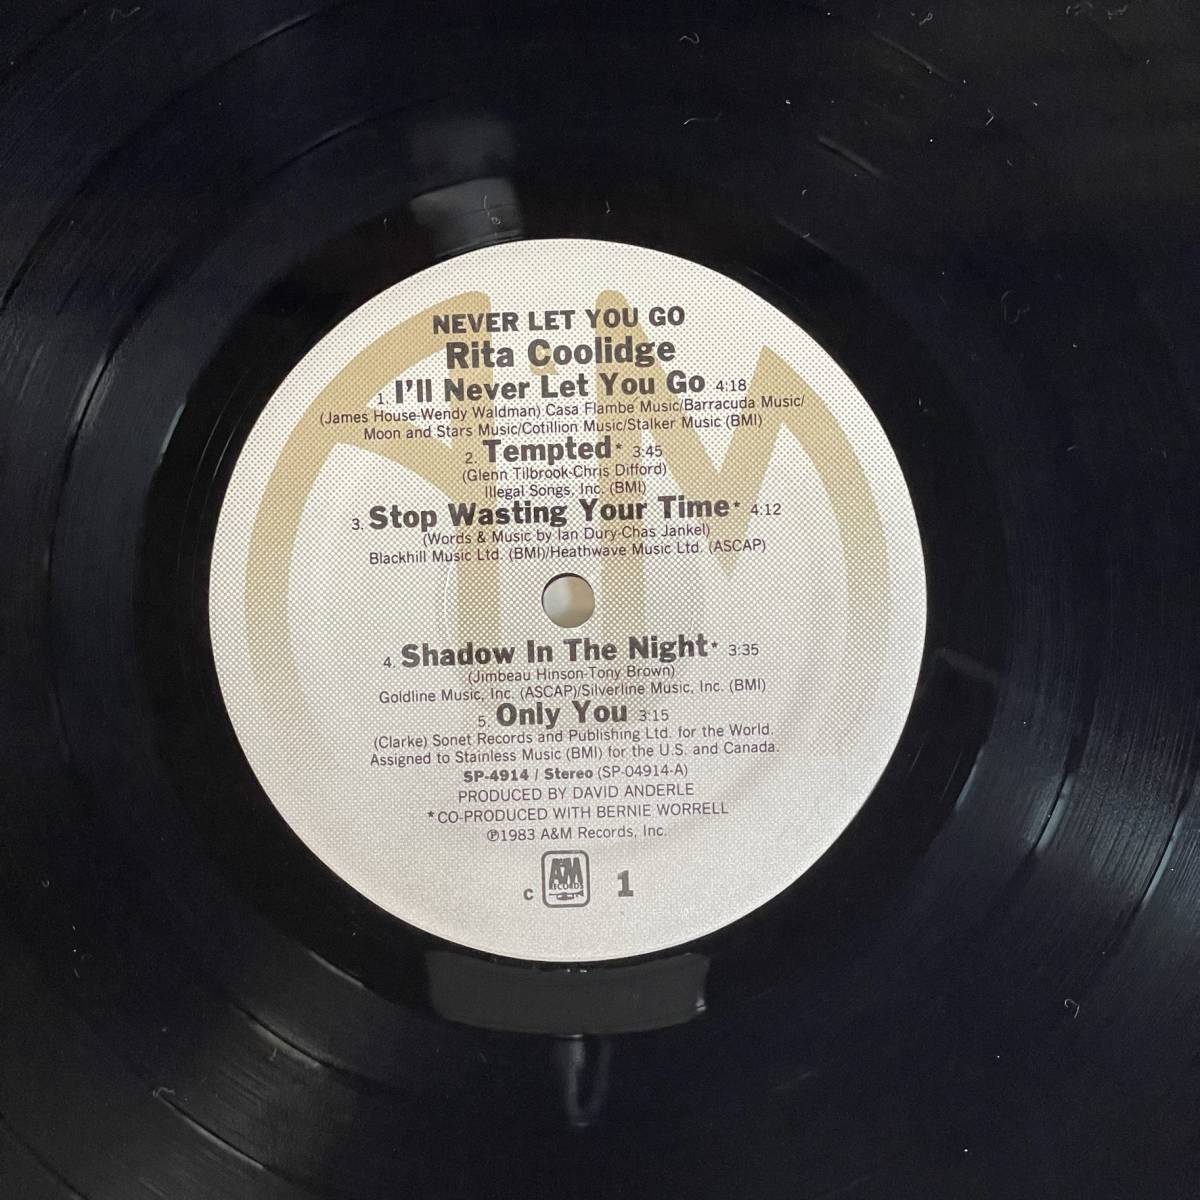 NEVER LET YOU GO
Rita Coolidge
1. I'll Never Let You Go 4:18
(James House-Wendy Waldman) Casa Flambe Music/Barracuda Music/
Moon and Stars Music/Cotillion Music/Stalker Music (BMI)
2. Tempted* 3:45
(Glenn Tilbrook-Chris Difford)
Illegal Songs, Inc. (BMI)
3. Stop Wasting Your Time* 4:12
(Words & Music by Ian Dury-Chas Jankel)
Blackhill Music Ltd. (BMI)/Heathwave Music Ltd. (ASCAP)
4. Shadow In The Night* 3:35
(Jimbeau Hinson-Tony Brown)
Goldline Music, Inc. (ASCAP)/Silverline Music, Inc. (BMI)
5. Only You 3:15
(Clarke) Sonet Records and Publishing Ltd. for the World.
Assigned to Stainless Music (BMI) for the U.S. and Canada.
SP-4914 / Stereo (SP-04914-A)
PRODUCED BY DAVID ANDERLE
*CO-PRODUCED WITH BERNIE WORRELL
℗1983 A&M Records, Inc.
C A&M RECORDS 1